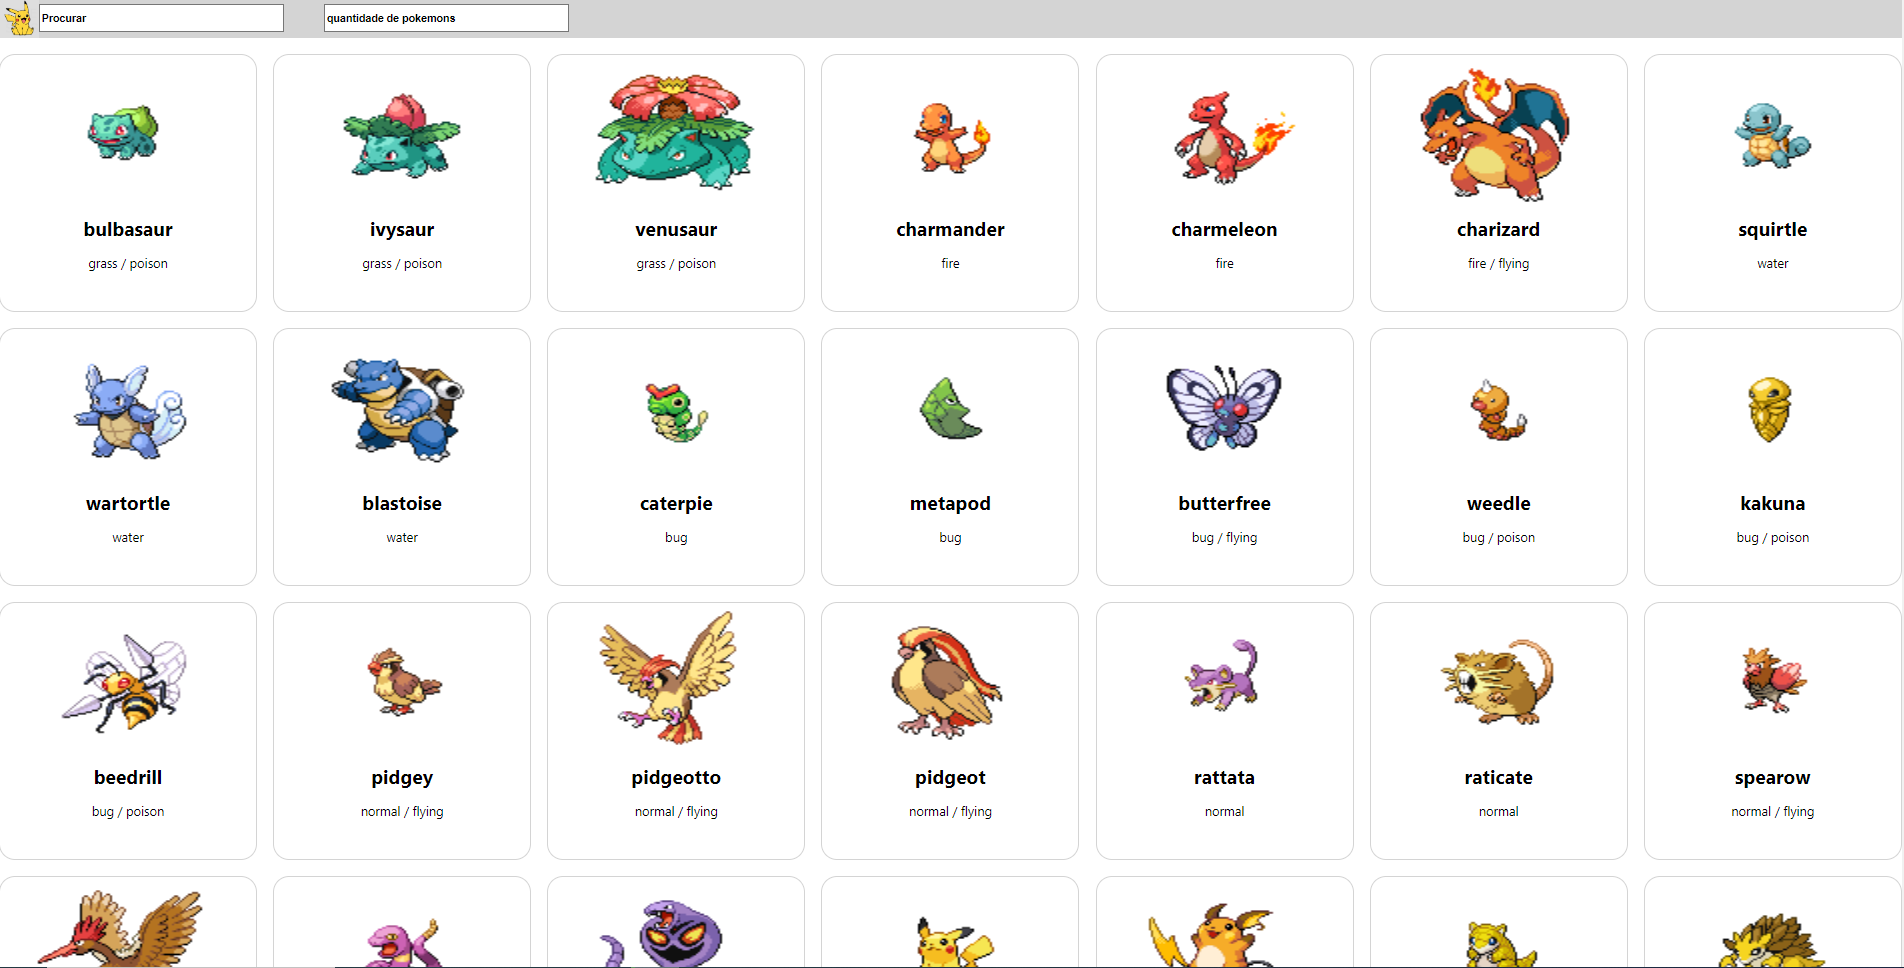 Procurar
quantidade de pokemons
bulbasaur
grass / poison
ivysaur
grass / poison
venusaur
grass / poison
charmander
fire
charmeleon
fire
charizard
fire / flying
squirtle
water
wartortle
water
blastoise
water
caterpie
bug
metapod
bug
butterfree
bug / flying
weedle
bug / poison
kakuna
bug / poison
beedrill
bug / poison
pidgey
normal / flying
pidgeotto
normal / flying
pidgeot
normal / flying
rattata
normal
raticate
normal
spearow
normal / flying